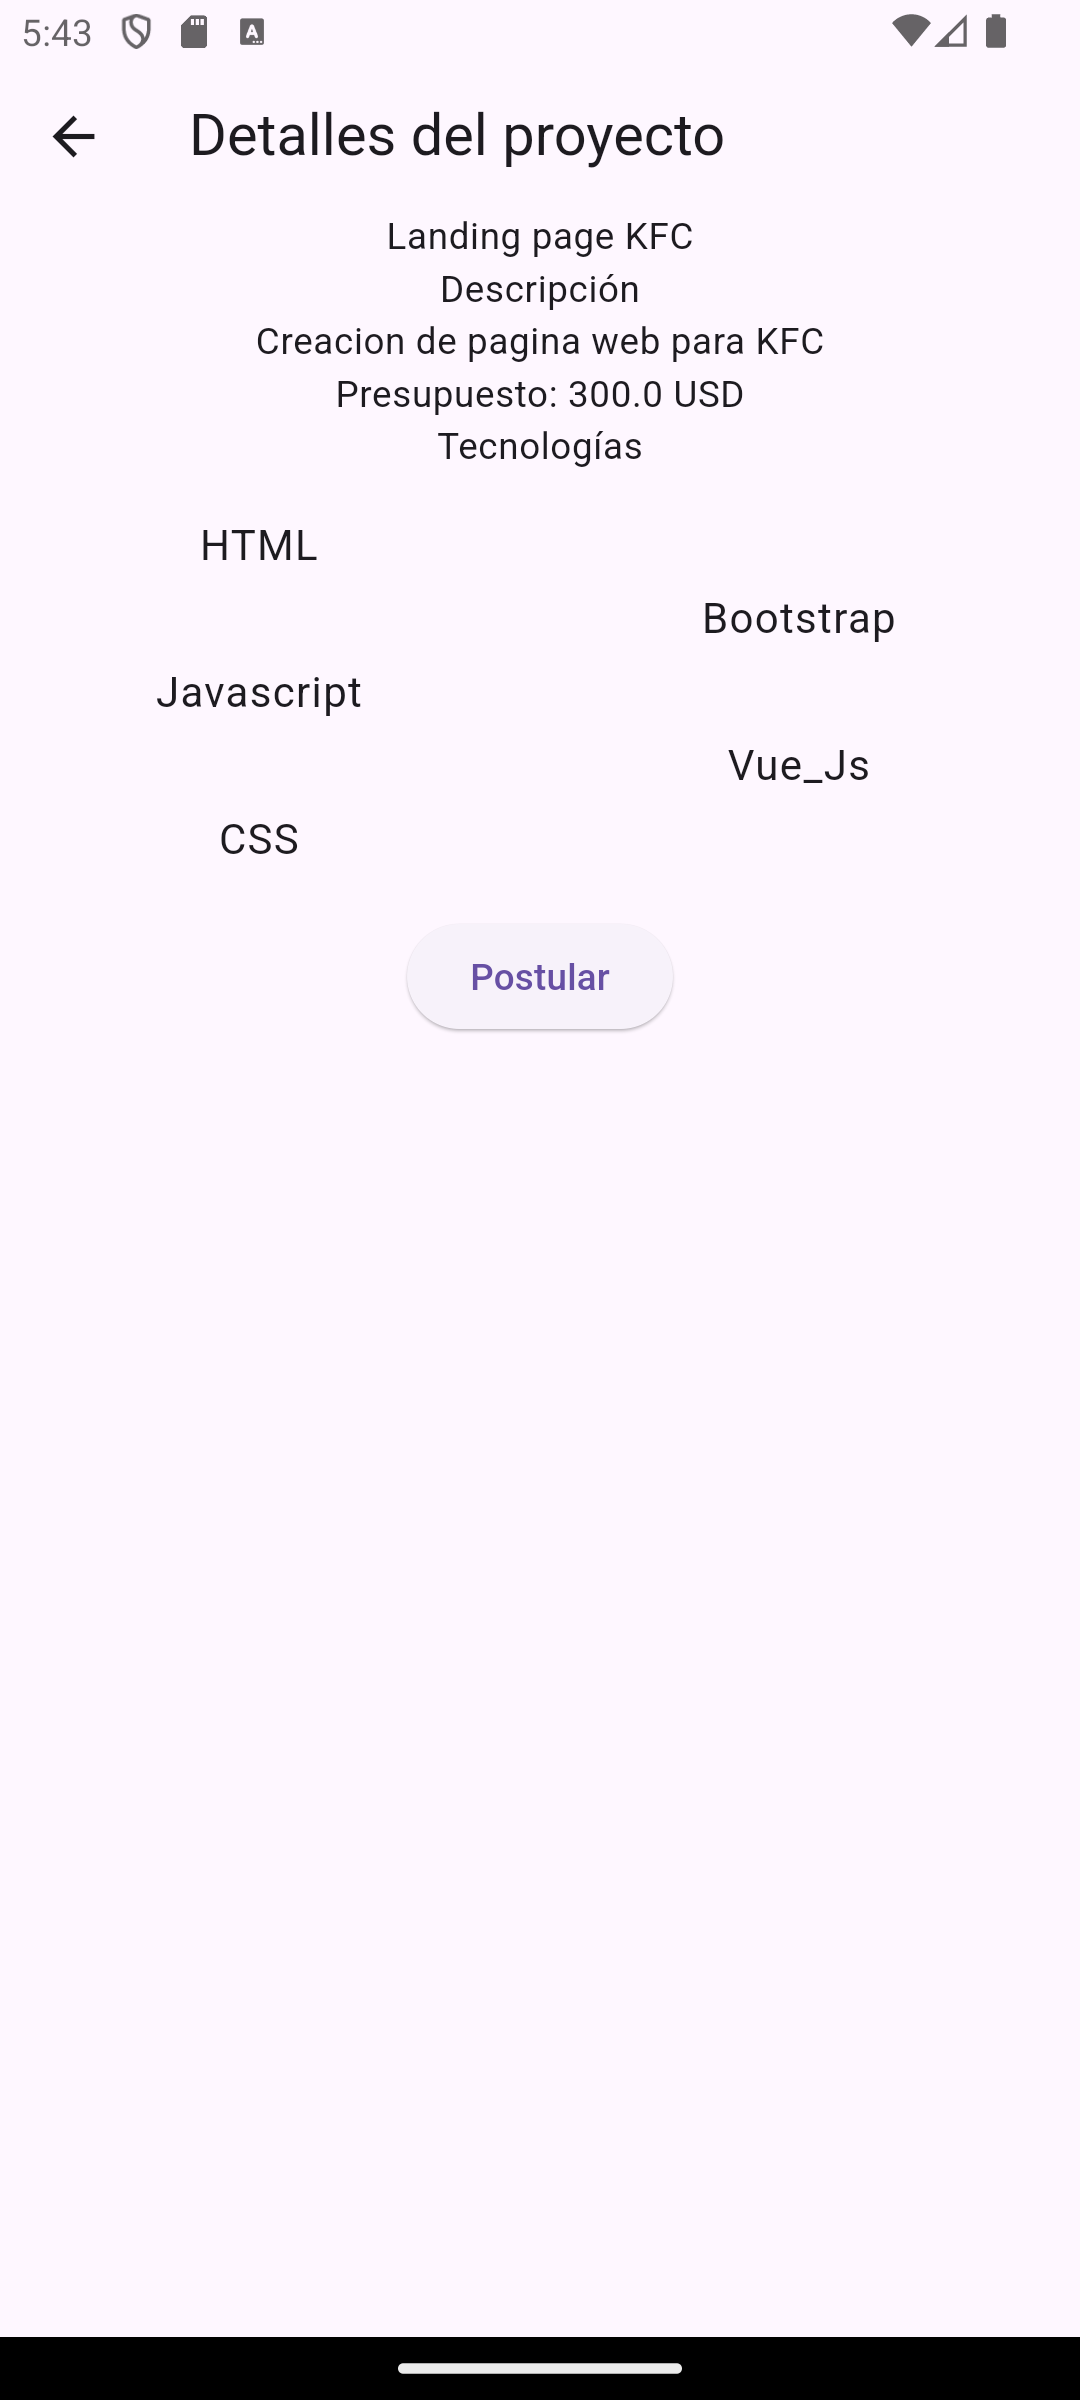 5:43
Detalles del proyecto
Landing page KFC
Descripción
Creacion de pagina web para KFC
Presupuesto: 300.0 USD
Tecnologías
HTML
Bootstrap
Javascript
Vue_Js
CSS
Postular